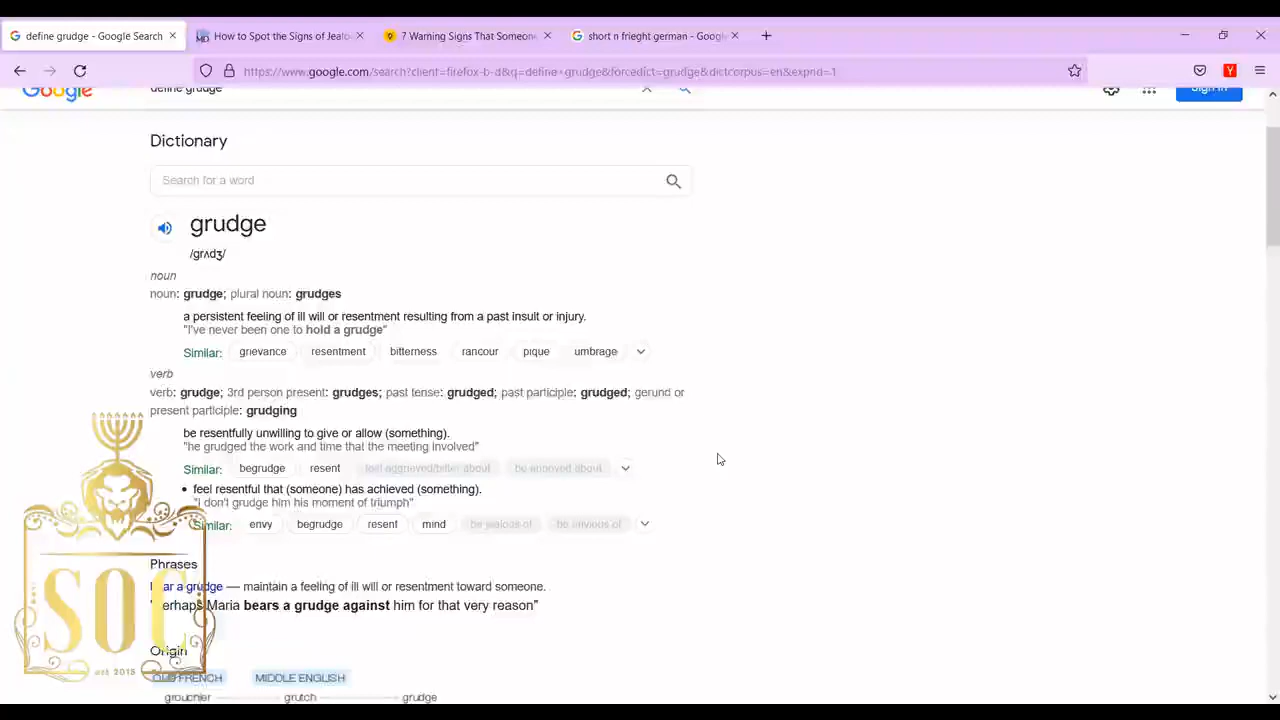 define grudge - Google Search
How to Spot the Signs of Jealo
7 Warning Signs That Someone
short n frieght german - Google
https://www.google.com/search?client=firefox-b-d&q=define+grudge&forcedict=grudge&dictcorpus=en&expnd=1
Google
define grudge
Sign in
Dictionary
Search for a word
grudge
/ɡrʌdʒ/
noun
noun: grudge; plural noun: grudges
a persistent feeling of ill will or resentment resulting from a past insult or injury.
"I've never been one to hold a grudge"
Similar: grievance resentment bitterness rancour pique umbrage
verb
verb: grudge; 3rd person present: grudges; past tense: grudged; past participle: grudged; gerund or
present participle: grudging
be resentfully unwilling to give or allow (something).
"he grudged the work and time that the meeting involved"
Similar: begrudge resent feel aggrieved/bitter about be annoyed about
feel resentful that (someone) has achieved (something).
"I don't grudge him his moment of triumph"
Similar: envy begrudge resent mind be jealous of be envious of
Phrases
bear a grudge — maintain a feeling of ill will or resentment toward someone.
"perhaps Maria bears a grudge against him for that very reason"
Origin
OLD FRENCH MIDDLE ENGLISH
grouchier grutch grudge
SOC
est 2015